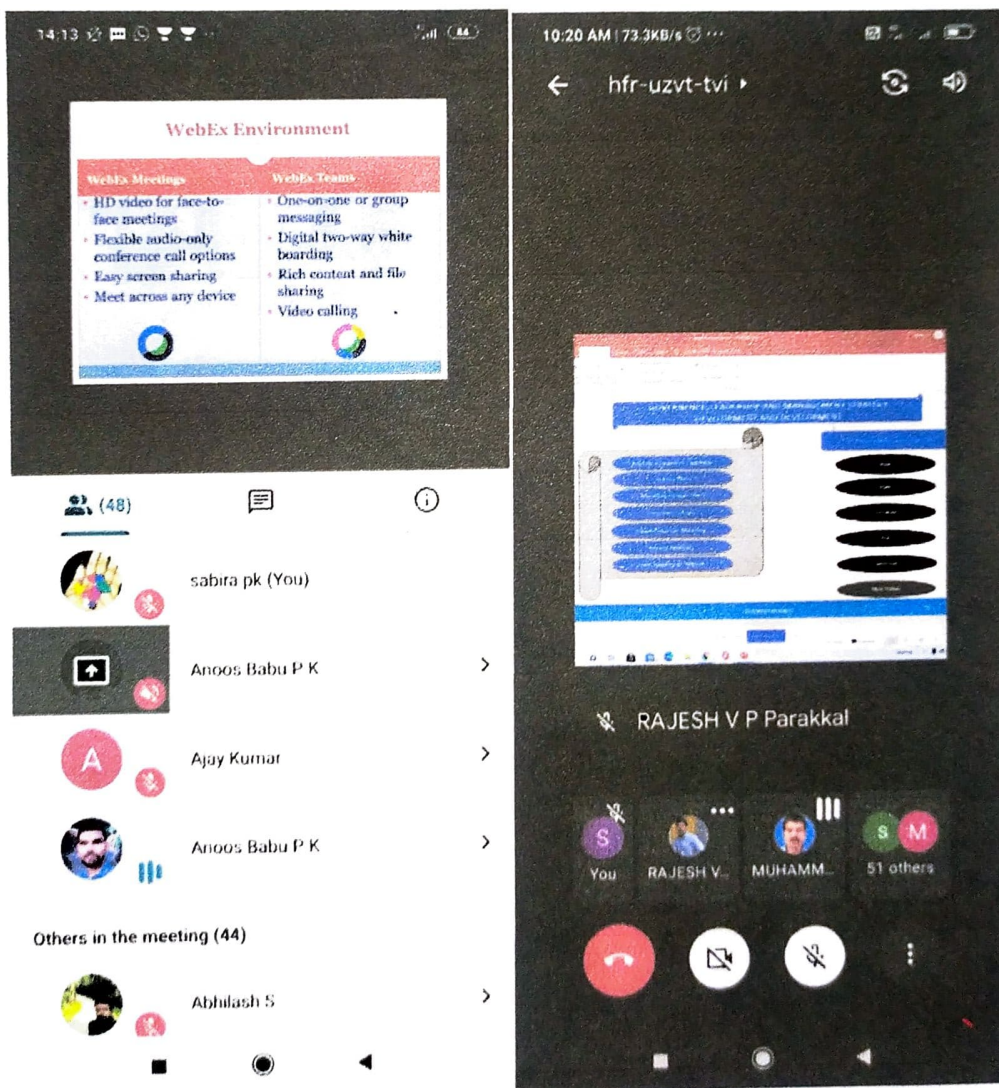 14:13
84
WebEx Environment
WebEx Meetings
• HD video for face-to-
face meetings
• Flexible audio-only
conference call options
• Easy screen sharing
• Meet across any device
WebEx Teams
• One-on-one or group
messaging
• Digital two-way white
boarding
• Rich content and file
sharing
• Video calling
(48)
sabira pk (You)
Anoos Babu P K
A
Ajay Kumar
Anoos Babu P K
Others in the meeting (44)
Abhilash S
10:20 AM | 73.3KB/s
hfr-uzvt-tvi
RAJESH V P Parakkal
S
You
RAJESH V...
MUHAMM...
S M
51 others